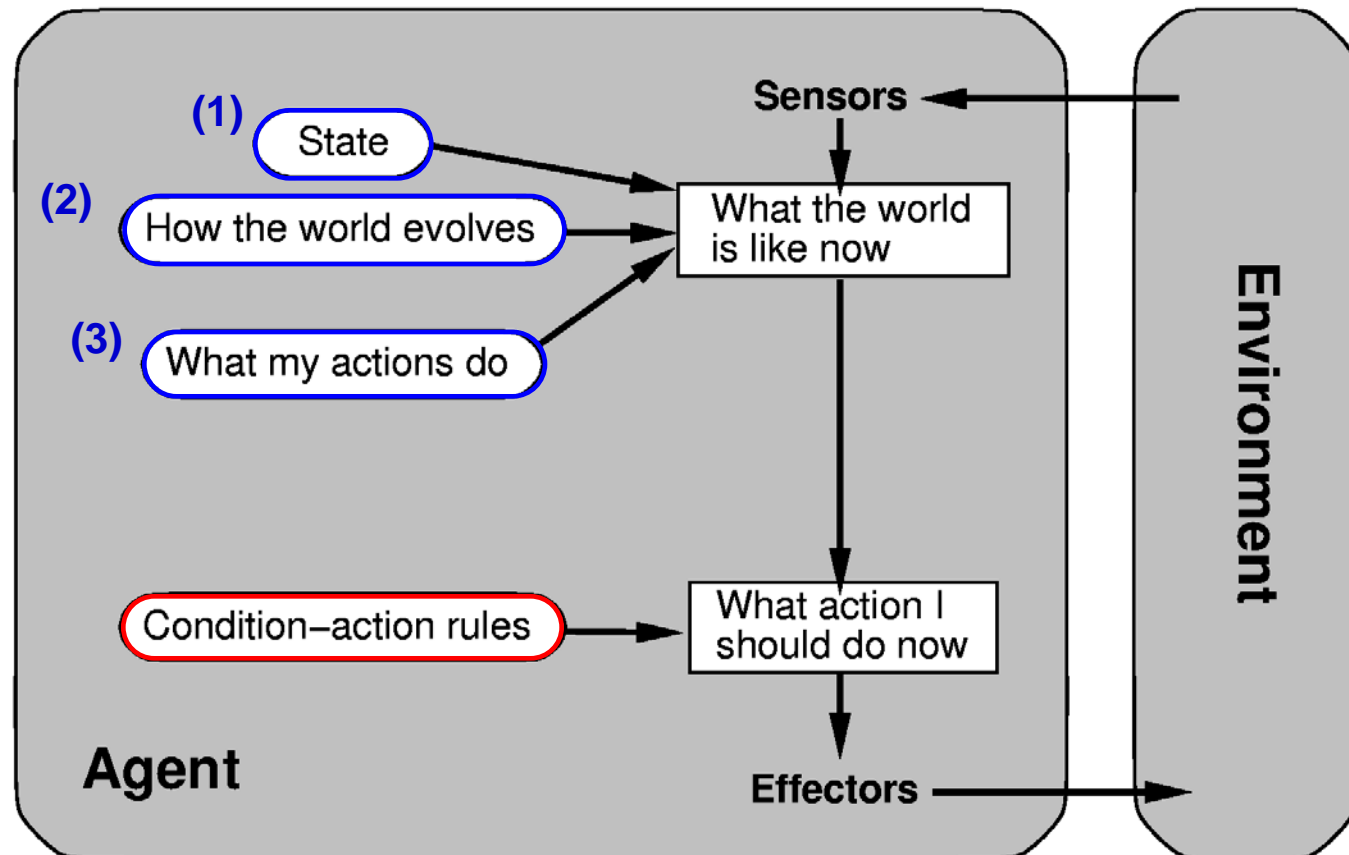 Sensors
(1)
State
(2)
How the world evolves
What the world
is like now
(3)
What my actions do
Condition–action rules
What action I
should do now
Agent
Effectors
Environment